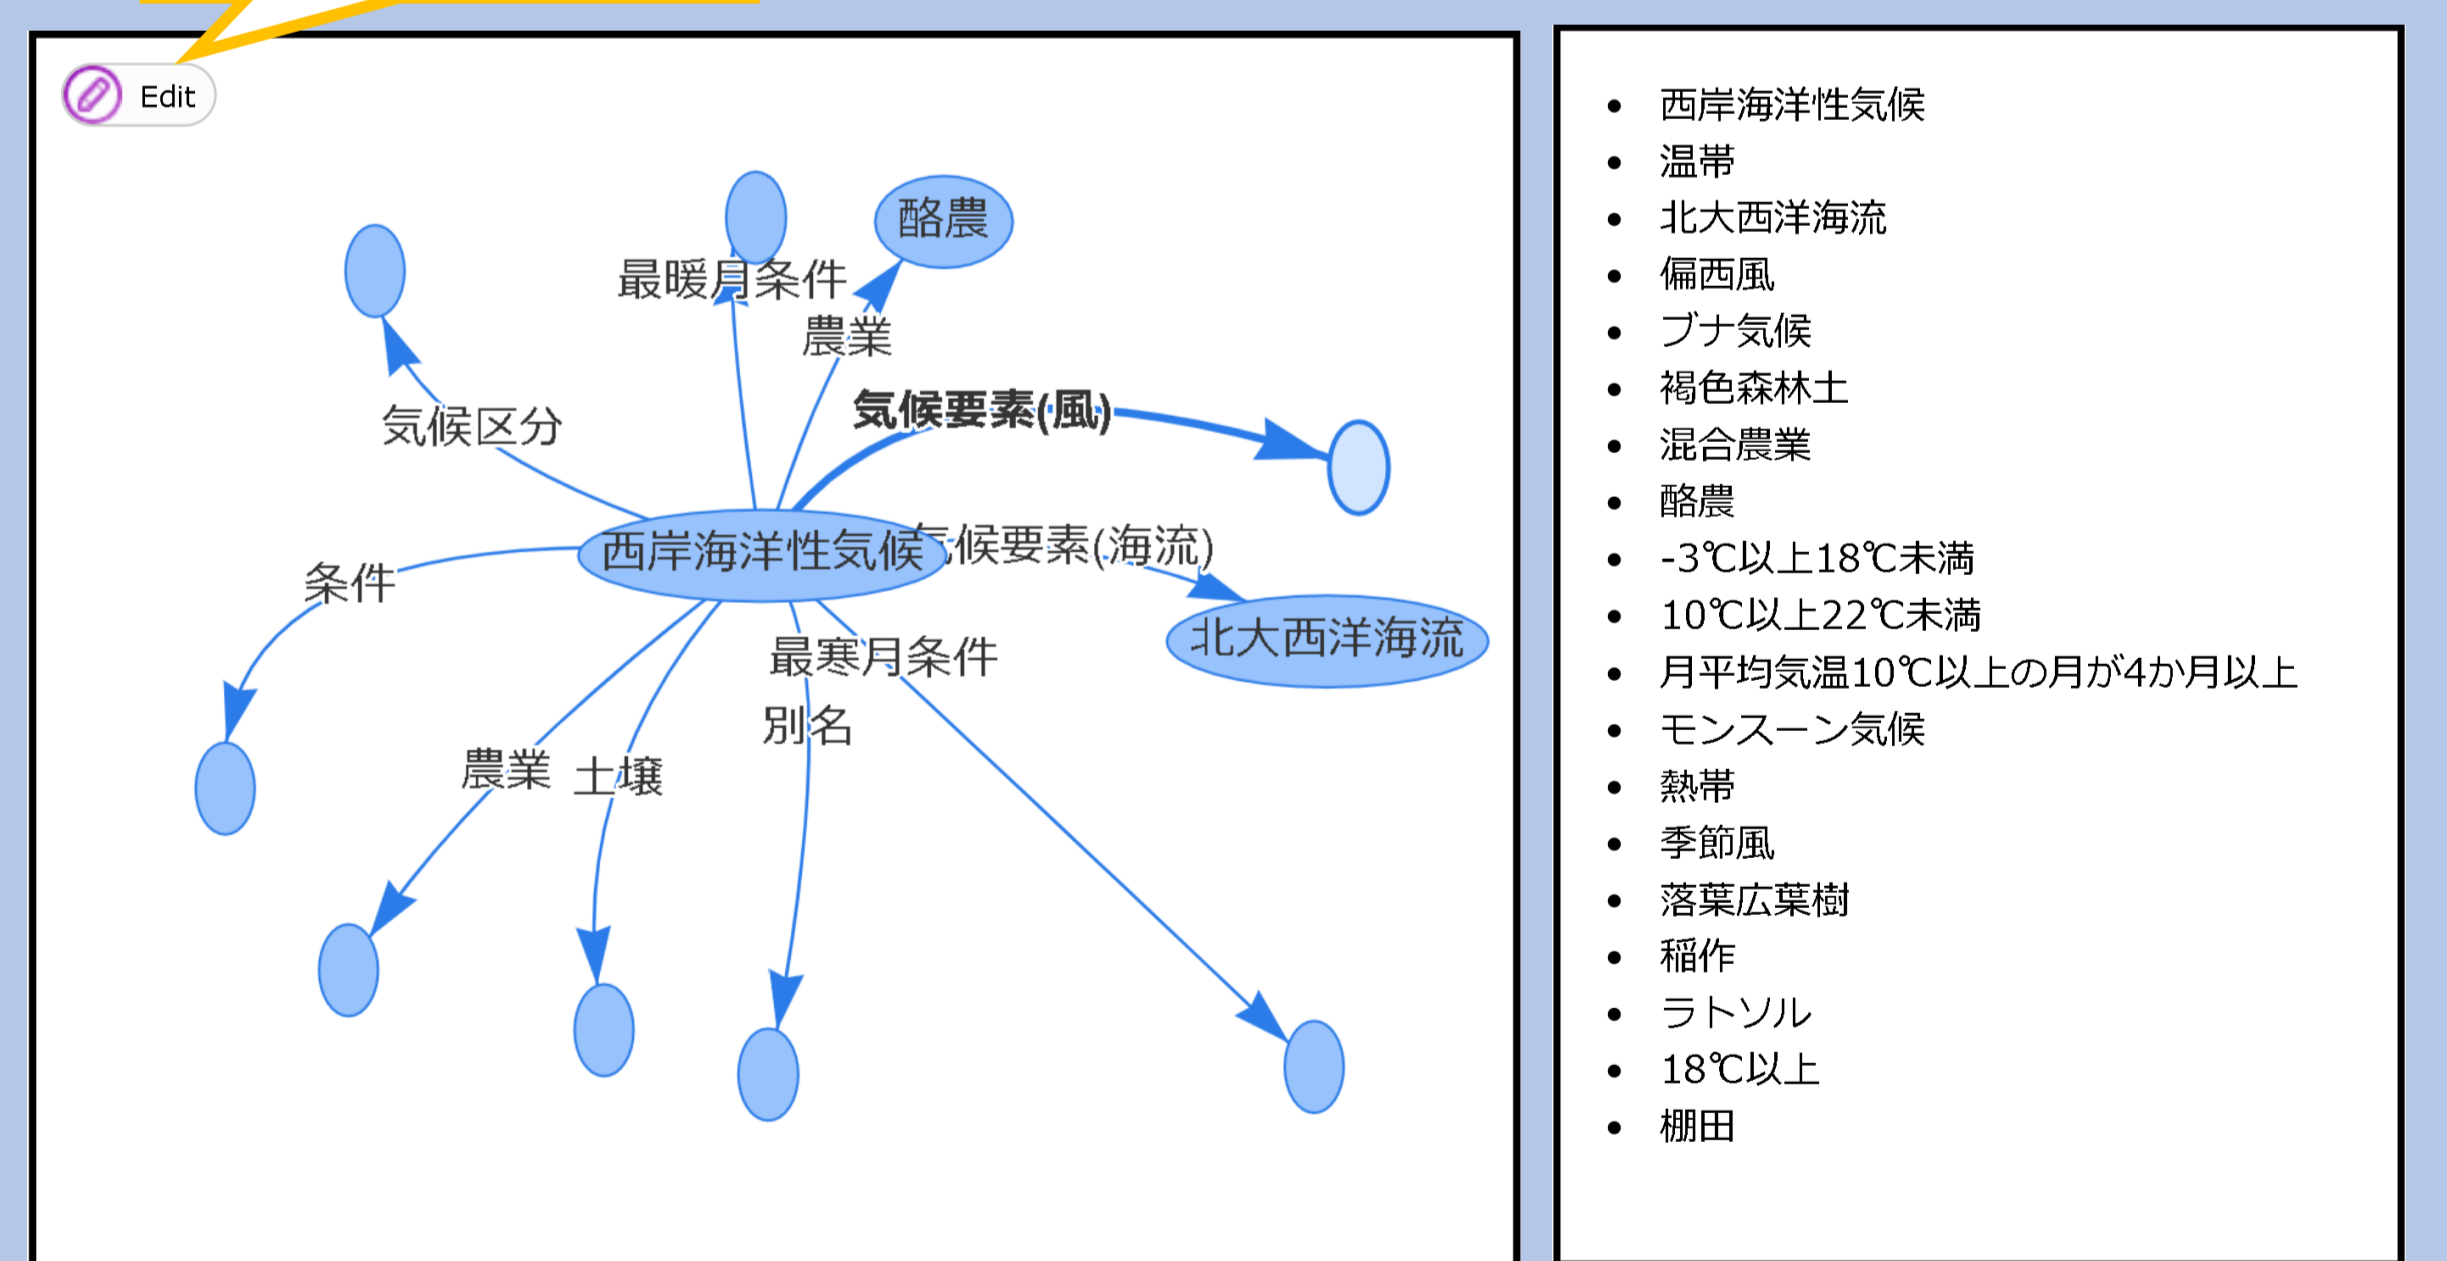 Edit
酪農
最暖月条件
農業
気候要素(風)
気候区分
西岸海洋性気候
気候要素(海流)
条件
北大西洋海流
最寒月条件
別名
農業
土壌
西岸海洋性気候
温帯
北大西洋海流
偏西風
ブナ気候
褐色森林土
混合農業
酪農
-3℃以上18℃未満
10℃以上22℃未満
月平均気温10℃以上の月が4か月以上
モンスーン気候
熱帯
季節風
落葉広葉樹
稲作
ラトソル
18℃以上
棚田